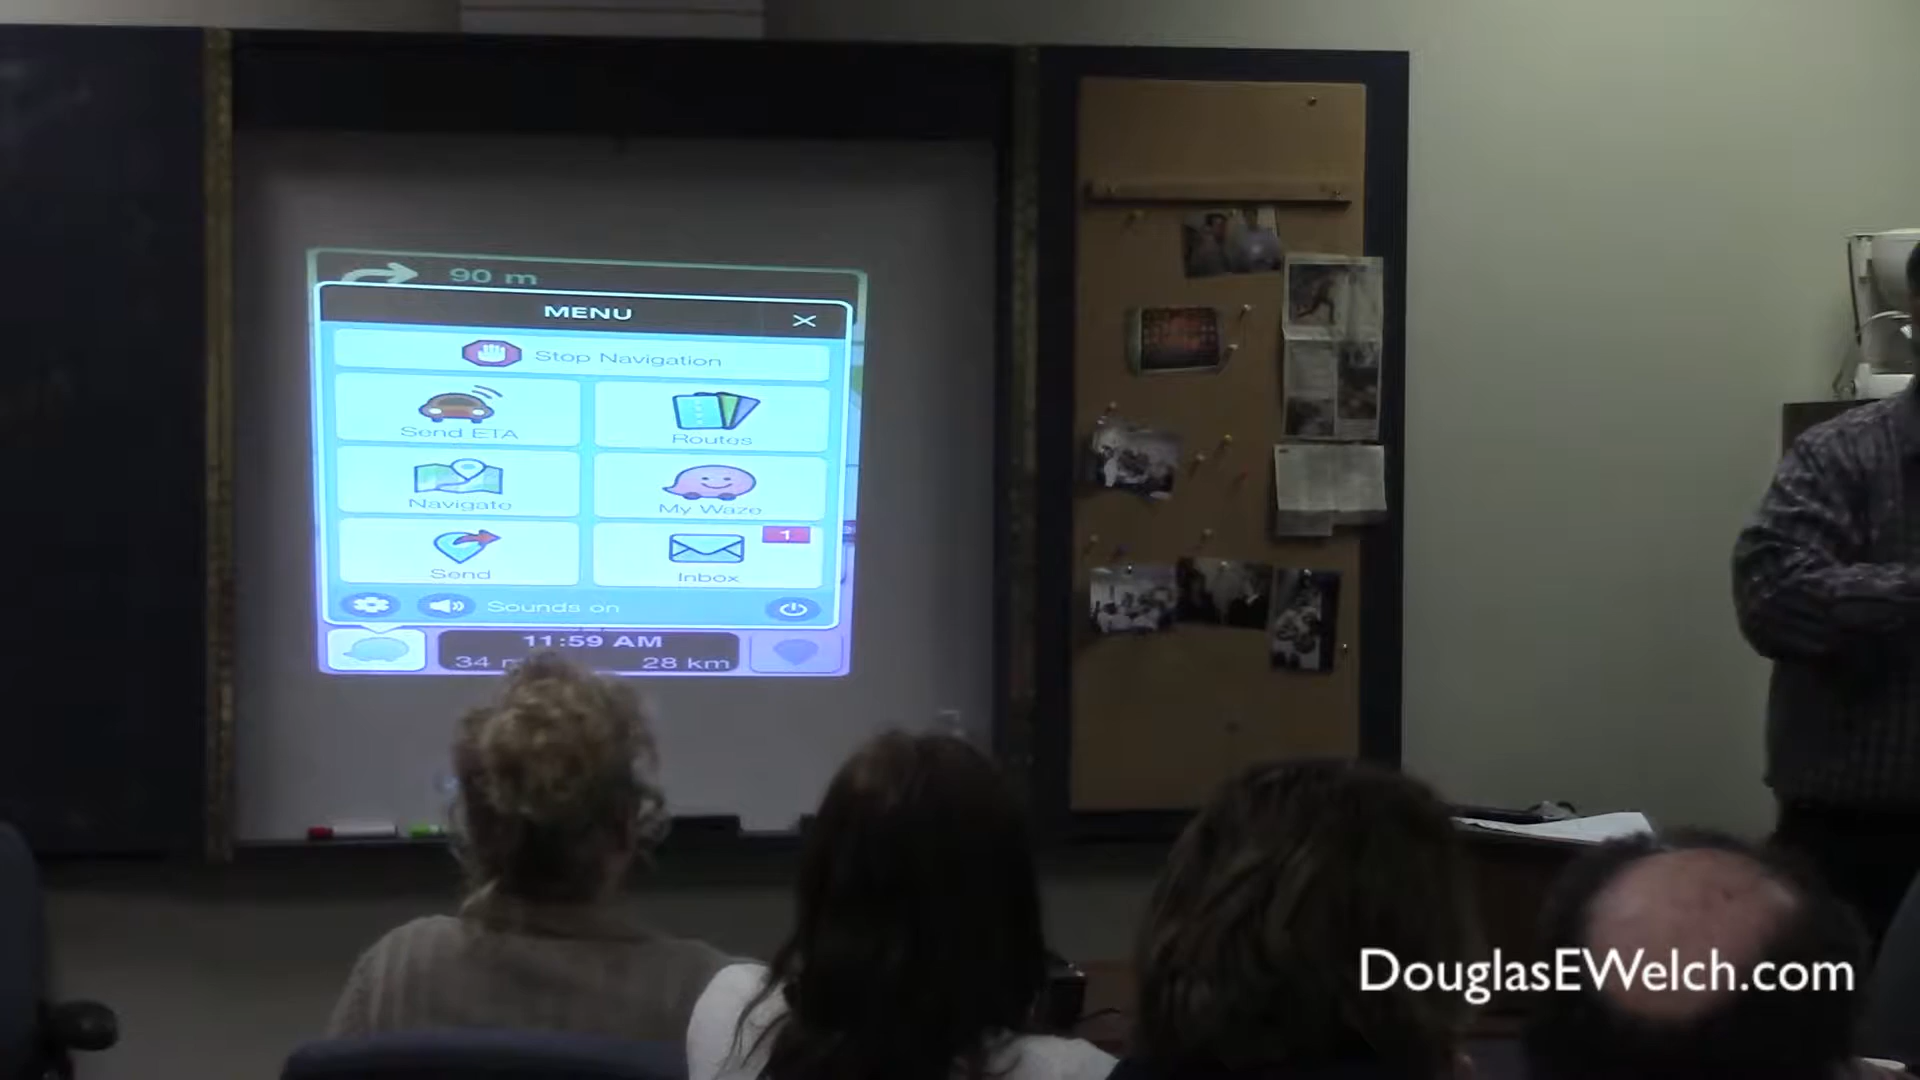 90 m
MENU
Stop Navigation
Send ETA
Routes
Navigate
My Waze
1
Send
Inbox
Sounds on
11:59 AM
34
28 km
DouglasEWelch.com